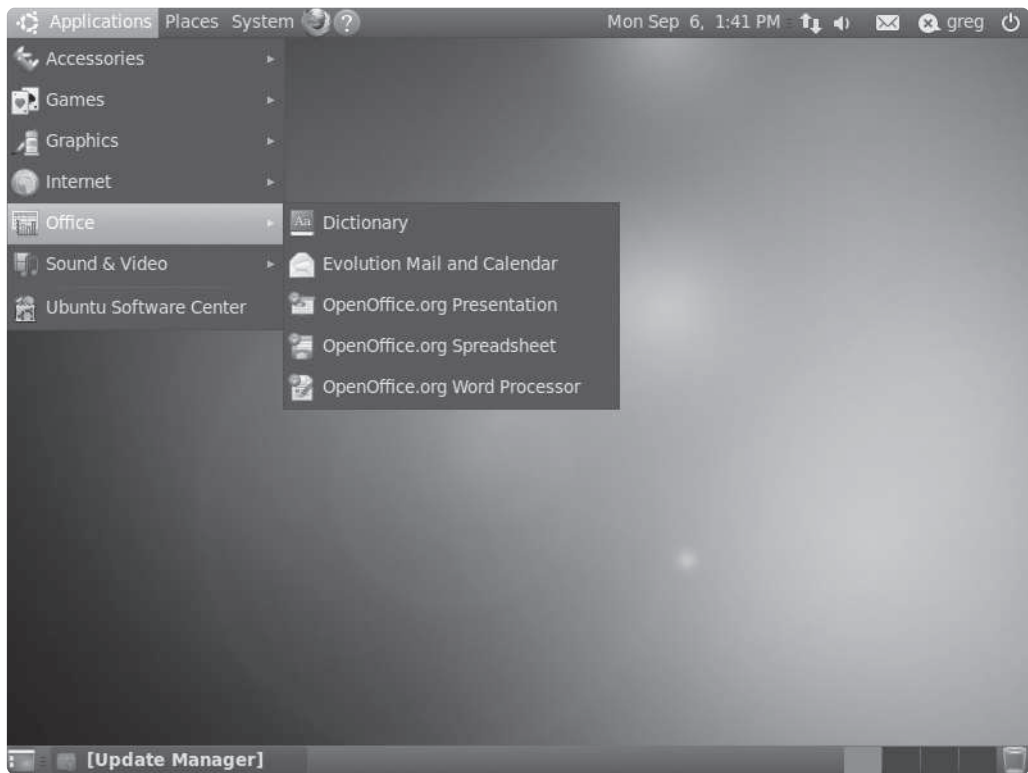 Applications Places System ? Mon Sep 6, 1:41 PM greg
Accessories
Games
Graphics
Internet
Office
Sound & Video
Ubuntu Software Center
Aa Dictionary
Evolution Mail and Calendar
OpenOffice.org Presentation
OpenOffice.org Spreadsheet
OpenOffice.org Word Processor
[Update Manager]